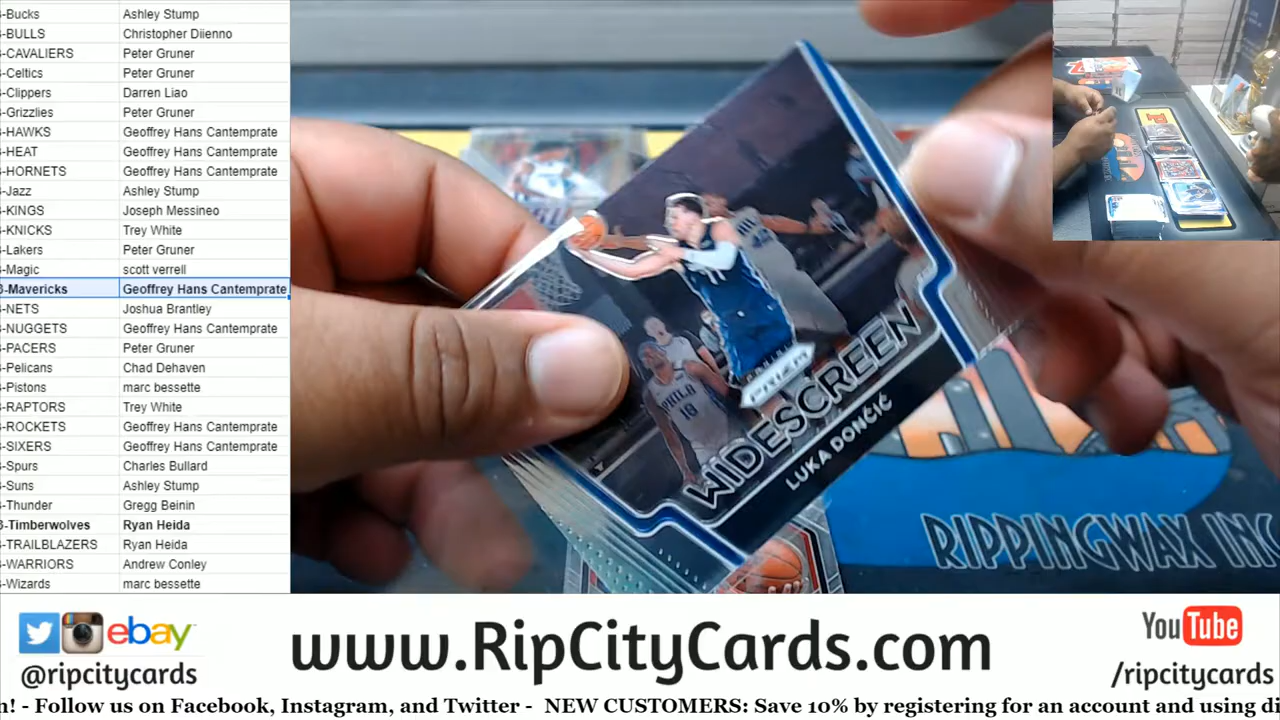 -Bucks Ashley Stump
-BULLS Christopher Diienno
-CAVALIERS Peter Gruner
-Celtics Peter Gruner
-Clippers Darren Liao
-Grizzlies Peter Gruner
-HAWKS Geoffrey Hans Cantemprate
-HEAT Geoffrey Hans Cantemprate
-HORNETS Geoffrey Hans Cantemprate
-Jazz Ashley Stump
-KINGS Joseph Messineo
-KNICKS Trey White
-Lakers Peter Gruner
-Magic scott verrell
-Mavericks Geoffrey Hans Cantemprate
-NETS Joshua Brantley
-NUGGETS Geoffrey Hans Cantemprate
-PACERS Peter Gruner
-Pelicans Chad Dehaven
-Pistons marc bessette
-RAPTORS Trey White
-ROCKETS Geoffrey Hans Cantemprate
-SIXERS Geoffrey Hans Cantemprate
-Spurs Charles Bullard
-Suns Ashley Stump
-Thunder Gregg Beinin
-Timberwolves Ryan Heida
-TRAILBLAZERS Ryan Heida
-WARRIORS Andrew Conley
-Wizards marc bessette
PHILA
18
PRIZM
WIDESCREEN
LUKA DONČIĆ
RIPPINGWAX INC
ebay
@ripcitycards
www.RipCityCards.com
YouTube
/ripcitycards
n! - Follow us on Facebook, Instagram, and Twitter - NEW CUSTOMERS: Save 10% by registering for an account and using di